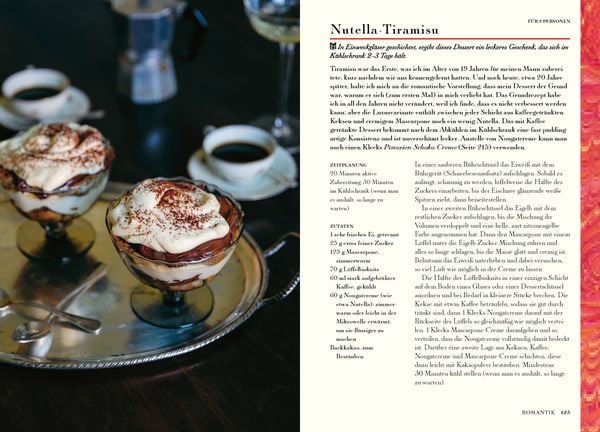 FÜR 2 PERSONEN
Nutella-Tiramisu
In Einweckgläser geschichtet, ergibt dieses Dessert ein leckeres Geschenk, das sich im
Kühlschrank 2–3 Tage hält.
Tiramisu war das Erste, was ich im Alter von 19 Jahren für meinen Mann zuberei-
tete, kurz nachdem wir uns kennengelernt hatten. Und noch heute, etwa 20 Jahre
später, halte ich mich an die romantische Vorstellung, dass mein Dessert der Grund
war, warum er sich (zum ersten Mal) in mich verliebt hat. Das Grundrezept habe
ich in all den Jahren nicht verändert, weil ich finde, dass es nicht verbessert werden
kann; aber die Luxusvariante enthält zwischen jeder Schicht aus kaffeegetränkten
Keksen und cremigem Mascarpone noch ein wenig Nutella. Das mit Kaffee
getränkte Dessert bekommt nach dem Abkühlen im Kühlschrank eine fast pudding-
artige Konsistenz und ist unverschämt lecker. Anstelle von Nougatcreme kann man
auch einen Klecks Pistazien-Schoko-Creme (Seite 215) verwenden.
ZEITPLANUNG
20 Minuten aktive
Zubereitung; 30 Minuten
im Kühlschrank (wenn man
es aushält, so lange zu
warten)
ZUTATEN
1 sehr frisches Ei, getrennt
25 g extra feiner Zucker
125 g Mascarpone,
zimmerwarm
70 g Löffelbiskuits
60 ml stark aufgebrühter
Kaffee, gekühlt
60 g Nougatcreme (wie
etwa Nutella), zimmer-
warm oder leicht in der
Mikrowelle erwärmt,
um sie flüssiger zu
machen
Backkakao, zum
Bestäuben
In einer sauberen Rührschüssel das Eiweiß mit dem
Rührgerät (Schneebesenaufsatz) aufschlagen. Sobald es
anfängt, schaumig zu werden, löffelweise die Hälfte des
Zuckers einarbeiten, bis der Eischnee glänzende weiße
Spitzen zieht, dann beiseitestellen.
In einer zweiten Rührschüssel das Eigelb mit dem
restlichen Zucker aufschlagen, bis die Mischung ihr
Volumen verdoppelt und eine helle, zart zitronengelbe
Farbe angenommen hat. Dann den Mascarpone mit einem
Löffel unter die Eigelb-Zucker-Mischung rühren und
alles so lange schlagen, bis die Masse glatt und cremig ist.
Behutsam das Eiweiß unterheben und dabei versuchen,
so viel Luft wie möglich in der Creme zu lassen.
Die Hälfte der Löffelbiskuits in einer einzigen Schicht
auf dem Boden eines Glases oder einer Dessertschüssel
anordnen und bei Bedarf in kleinere Stücke brechen. Die
Kekse mit etwas Kaffee beträufeln, sodass sie gut durch-
tränkt sind, dann 1 Klecks Nougatcreme darauf mit der
Rückseite des Löffels so gleichmäßig wie möglich vertei-
len. 1 Klecks Mascarpone-Creme daraufgeben und so
verteilen, dass die Nougatcreme vollständig damit bedeckt
ist. Darüber eine zweite Lage aus Keksen, Kaffee,
Nougatcreme und Mascarpone-Creme schichten, diese
dann leicht mit Kakaopulver bestäuben. Mindestens
30 Minuten kühl stellen (wenn man es aushält, so lange
zu warten).
ROMANTIK